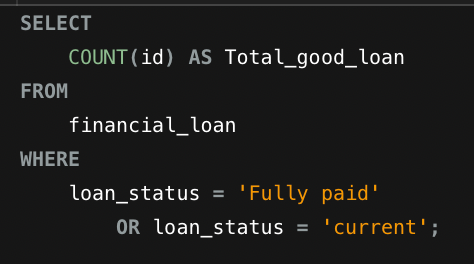 SELECT
COUNT(id) AS Total_good_loan
FROM
financial_loan
WHERE
loan_status = 'Fully paid'
OR loan_status = 'current';